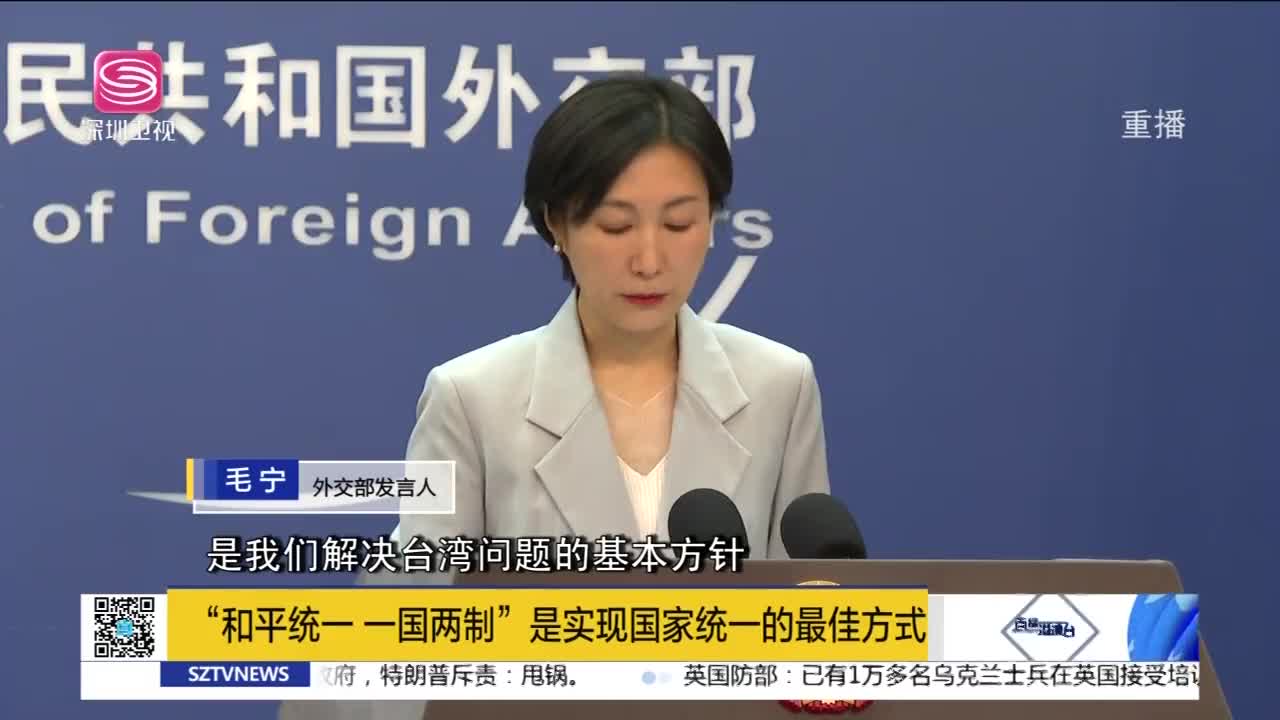 民共和国外交部
深圳卫视
重播
of Foreign A rs
毛宁
外交部发言人
是我们解决台湾问题的基本方针
“和平统一 一国两制”是实现国家统一的最佳方式
SZTVNEWS
政府，特朗普斥责：甩锅。
英国防部：已有1万多名乌克兰士兵在英国接受培训